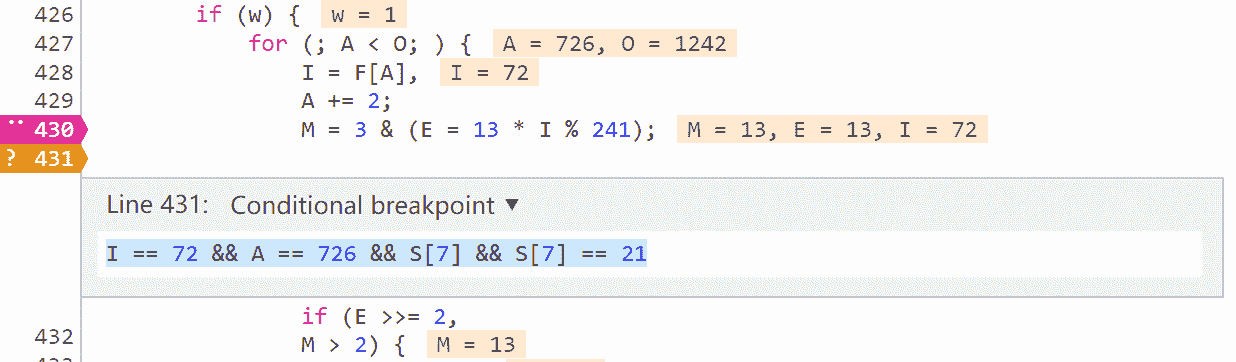 426 if (w) { w = 1
427 for (; A < O; ) { A = 726, O = 1242
428 I = F[A], I = 72
429 A += 2;
430 M = 3 & (E = 13 * I % 241); M = 13, E = 13, I = 72
? 431
Line 431: Conditional breakpoint ▼
I == 72 && A == 726 && S[7] && S[7] == 21
if (E >>= 2,
432 M > 2) { M = 13